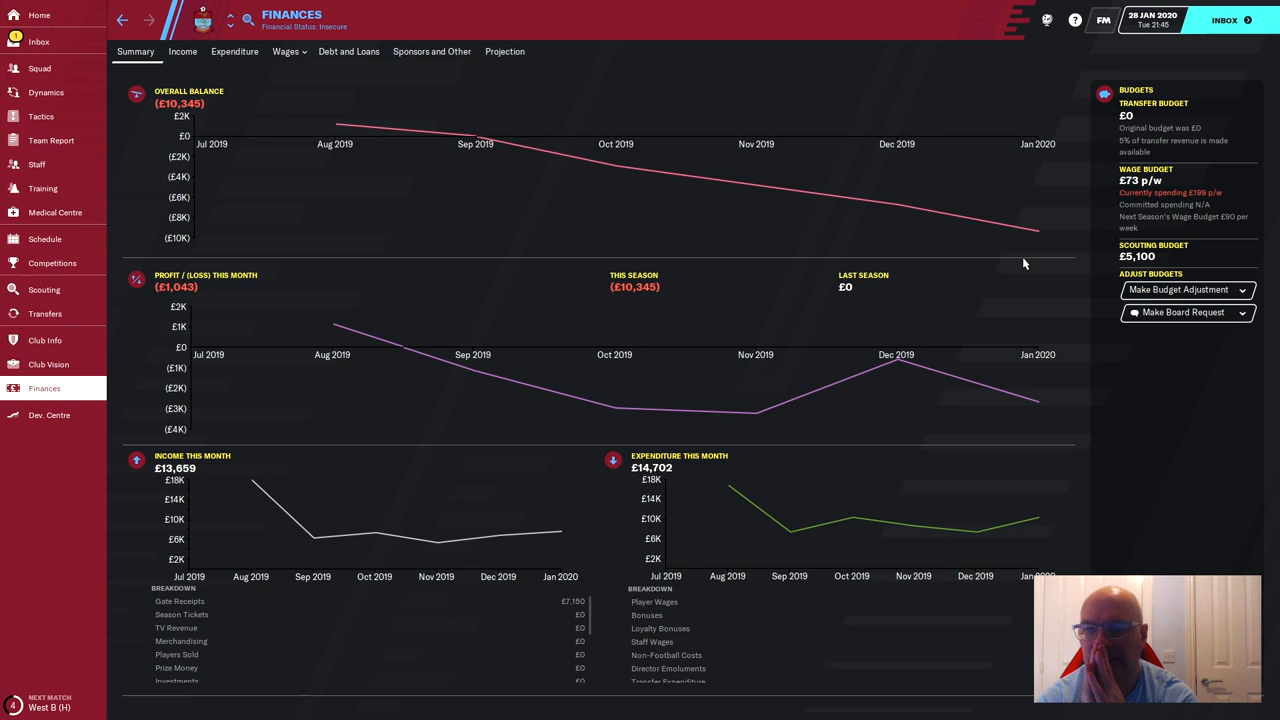 Home
1
Inbox
Squad
Dynamics
Tactics
Team Report
Staff
Training
Medical Centre
Schedule
Competitions
Scouting
Transfers
Club Info
Club Vision
Finances
Dev. Centre
4
NEXT MATCH
West B (H)
FINANCES
Financial Status: Insecure
?
FM
28 JAN 2020
Tue 21:45
INBOX
Summary
Income
Expenditure
Wages
Debt and Loans
Sponsors and Other
Projection
OVERALL BALANCE
(£10,345)
£2K
£0
(£2K)
(£4K)
(£6K)
(£8K)
(£10K)
Jul 2019
Aug 2019
Sep 2019
Oct 2019
Nov 2019
Dec 2019
Jan 2020
PROFIT / (LOSS) THIS MONTH
(£1,043)
THIS SEASON
(£10,345)
LAST SEASON
£0
£2K
£1K
£0
(£1K)
(£2K)
(£3K)
(£4K)
Jul 2019
Aug 2019
Sep 2019
Oct 2019
Nov 2019
Dec 2019
Jan 2020
INCOME THIS MONTH
£13,659
£18K
£14K
£10K
£6K
£2K
Jul 2019
Aug 2019
Sep 2019
Oct 2019
Nov 2019
Dec 2019
Jan 2020
BREAKDOWN
Gate Receipts £7,150
Season Tickets £0
TV Revenue £0
Merchandising £0
Players Sold £0
Prize Money £0
Investments £0
EXPENDITURE THIS MONTH
£14,702
£18K
£14K
£10K
£6K
£2K
Jul 2019
Aug 2019
Sep 2019
Oct 2019
Nov 2019
Dec 2019
BREAKDOWN
Player Wages
Bonuses
Loyalty Bonuses
Staff Wages
Non-Football Costs
Director Emoluments
Transfer Expenditure
BUDGETS
TRANSFER BUDGET
£0
Original budget was £0
5% of transfer revenue is made
available
WAGE BUDGET
£73 p/w
Currently spending £199 p/w
Committed spending N/A
Next Season's Wage Budget £90 per
week
SCOUTING BUDGET
£5,100
ADJUST BUDGETS
Make Budget Adjustment
Make Board Request